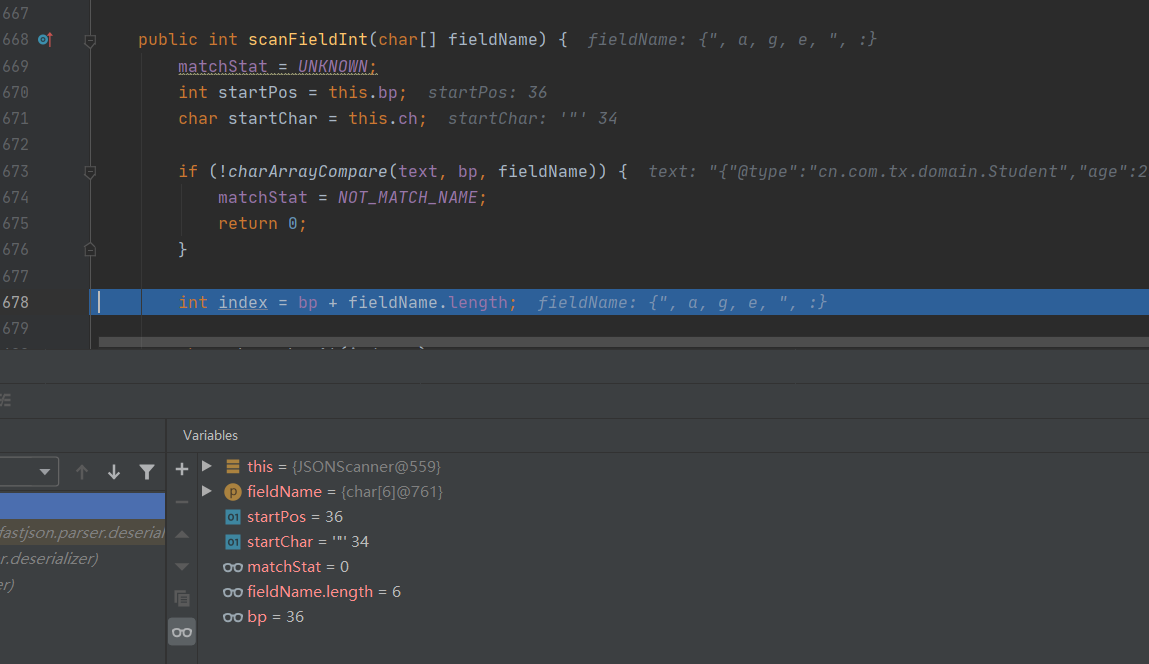 667
668 public int scanFieldInt(char[] fieldName) { fieldName: {", a, g, e, ", :}
669 matchStat = UNKNOWN;
670 int startPos = this.bp; startPos: 36
671 char startChar = this.ch; startChar: '"' 34
672
673 if (!charArrayCompare(text, bp, fieldName)) { text: "{"@type":"cn.com.tx.domain.Student","age":2
674 matchStat = NOT_MATCH_NAME;
675 return 0;
676 }
677
678 int index = bp + fieldName.length; fieldName: {", a, g, e, ", :}
679
Variables
this = {JSONScanner@559}
fieldName = {char[6]@761}
startPos = 36
fastjson.parser.deserial
startChar = '"' 34
r.deserializer)
matchStat = 0
er)
fieldName.length = 6
bp = 36